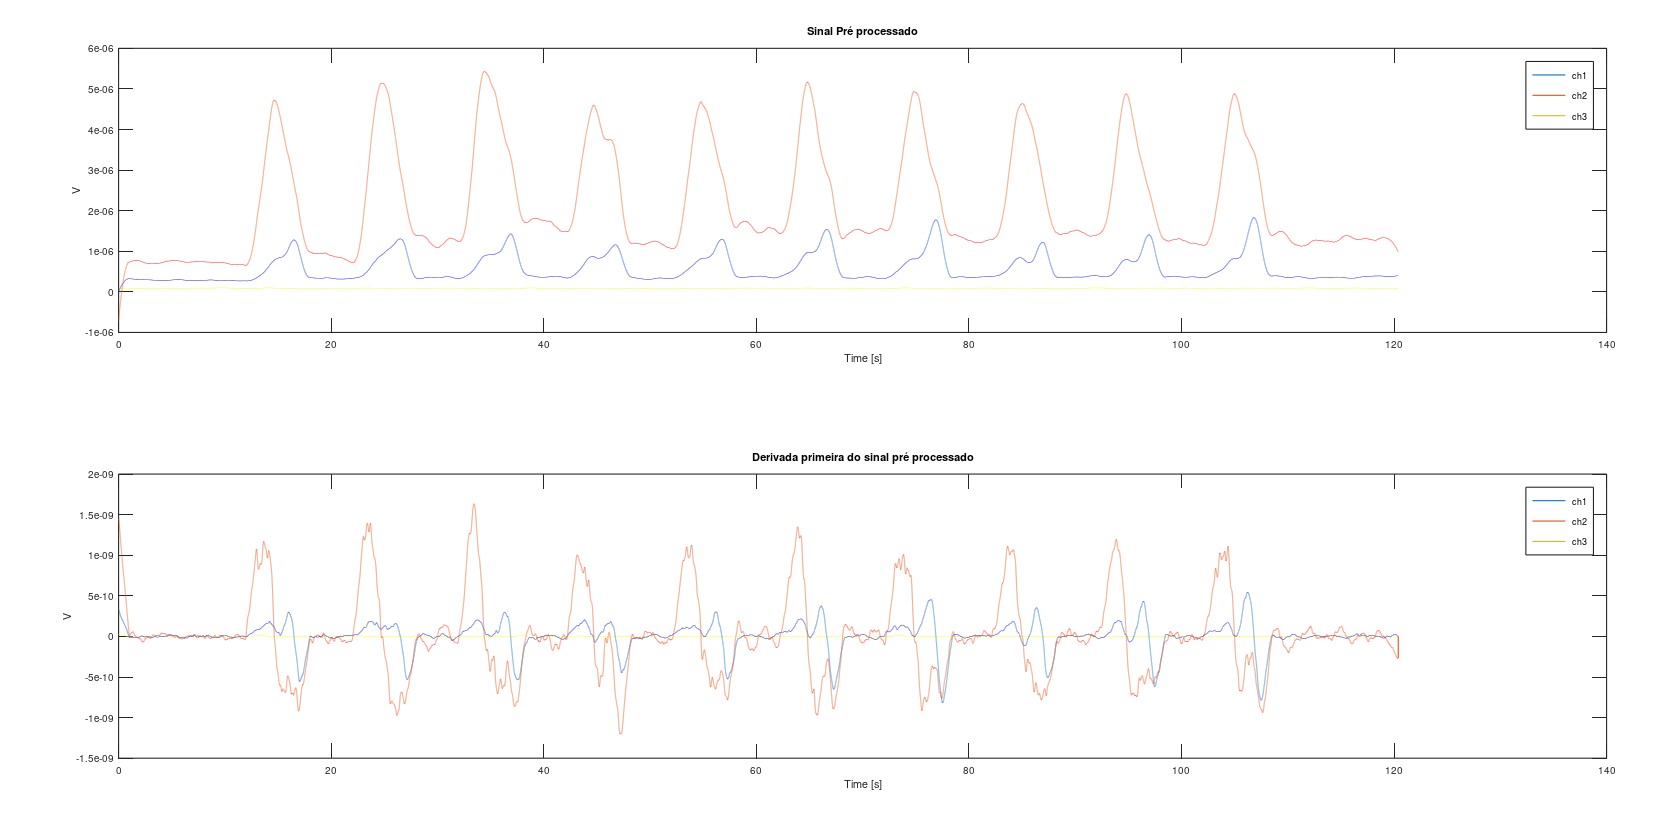 Sinal Pré processado
6e-06
5e-06
4e-06
3e-06
2e-06
1e-06
0
-1e-06
V
ch1
ch2
ch3
0 20 40 60 80 100 120 140
Time [s]
Derivada primeira do sinal pré processado
2e-09
1.5e-09
1e-09
5e-10
0
-5e-10
-1e-09
-1.5e-09
V
ch1
ch2
ch3
0 20 40 60 80 100 120 140
Time [s]